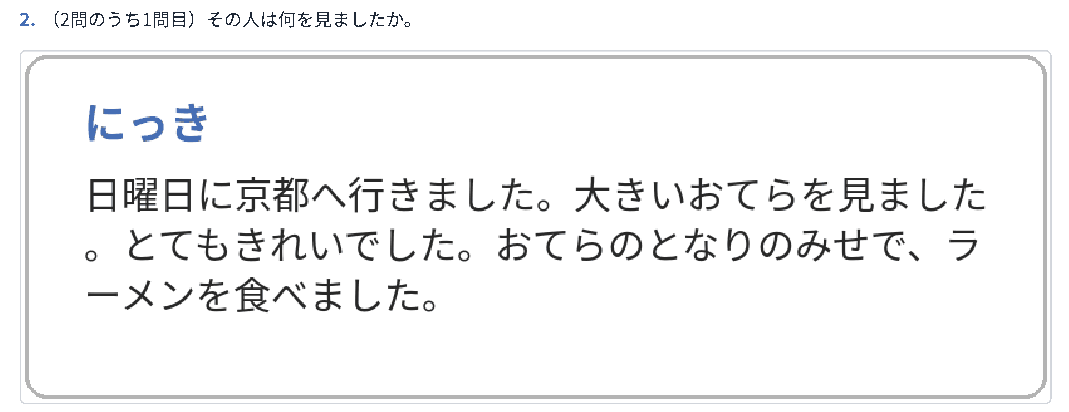 2. （2問のうち1問目）その人は何を見ましたか。
にっき
日曜日に京都へ行きました。大きいおてらを見ました
。とてもきれいでした。おてらのとなりのみせで、ラ
ーメンを食べました。